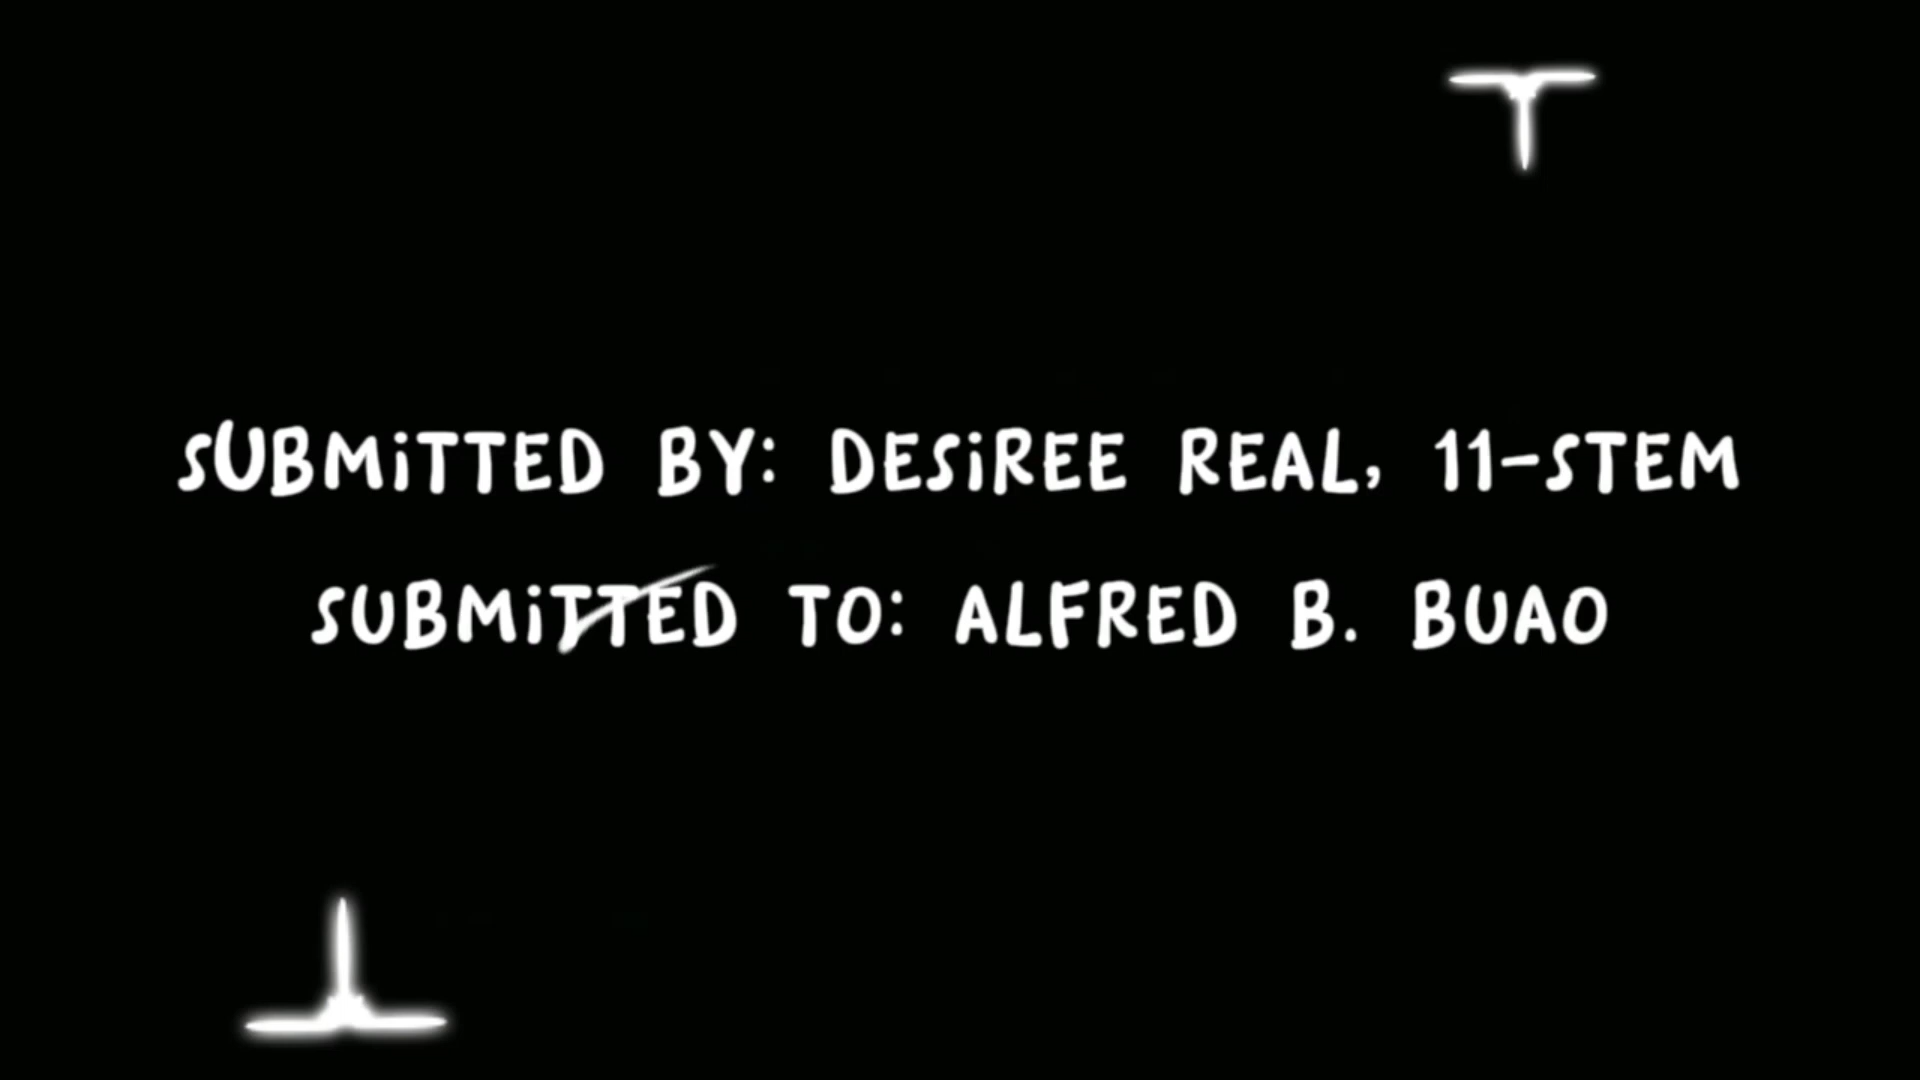 SUBMiTTED BY: DESiREE REAL, 11-STEM
SUBMiTTED TO: ALFRED B. BUAO